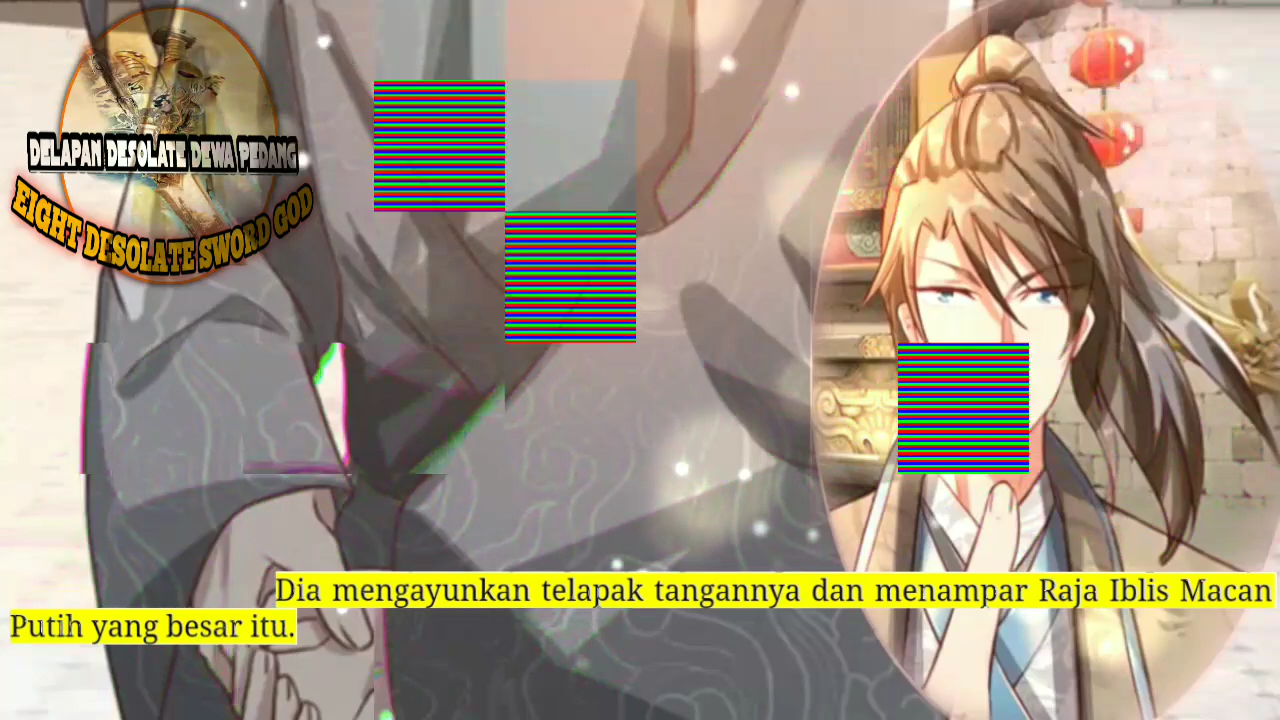 DELAPAN DESOLATE DEWA PEDANG
EIGHT DESOLATE SWORD GOD
Dia mengayunkan telapak tangannya dan menampar Raja Iblis Macan
Putih yang besar itu.